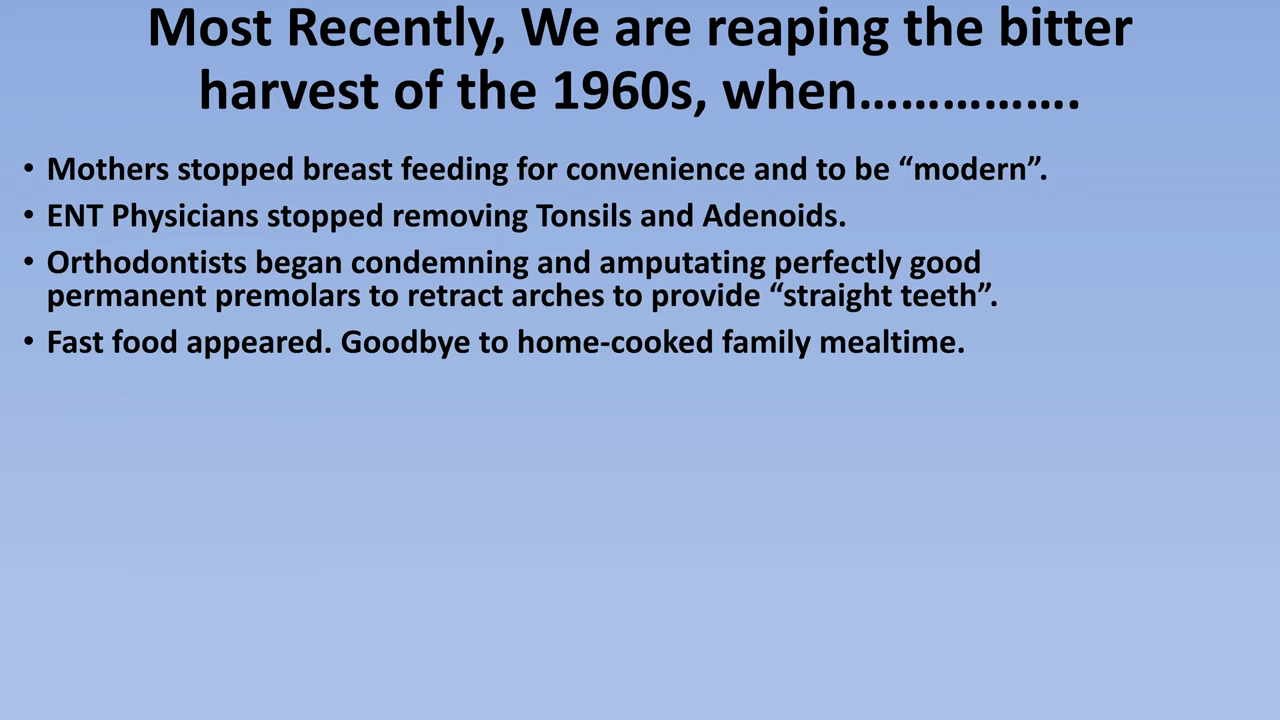 Most Recently, We are reaping the bitter
harvest of the 1960s, when…………….
• Mothers stopped breast feeding for convenience and to be “modern”.
• ENT Physicians stopped removing Tonsils and Adenoids.
• Orthodontists began condemning and amputating perfectly good
permanent premolars to retract arches to provide “straight teeth”.
• Fast food appeared. Goodbye to home-cooked family mealtime.